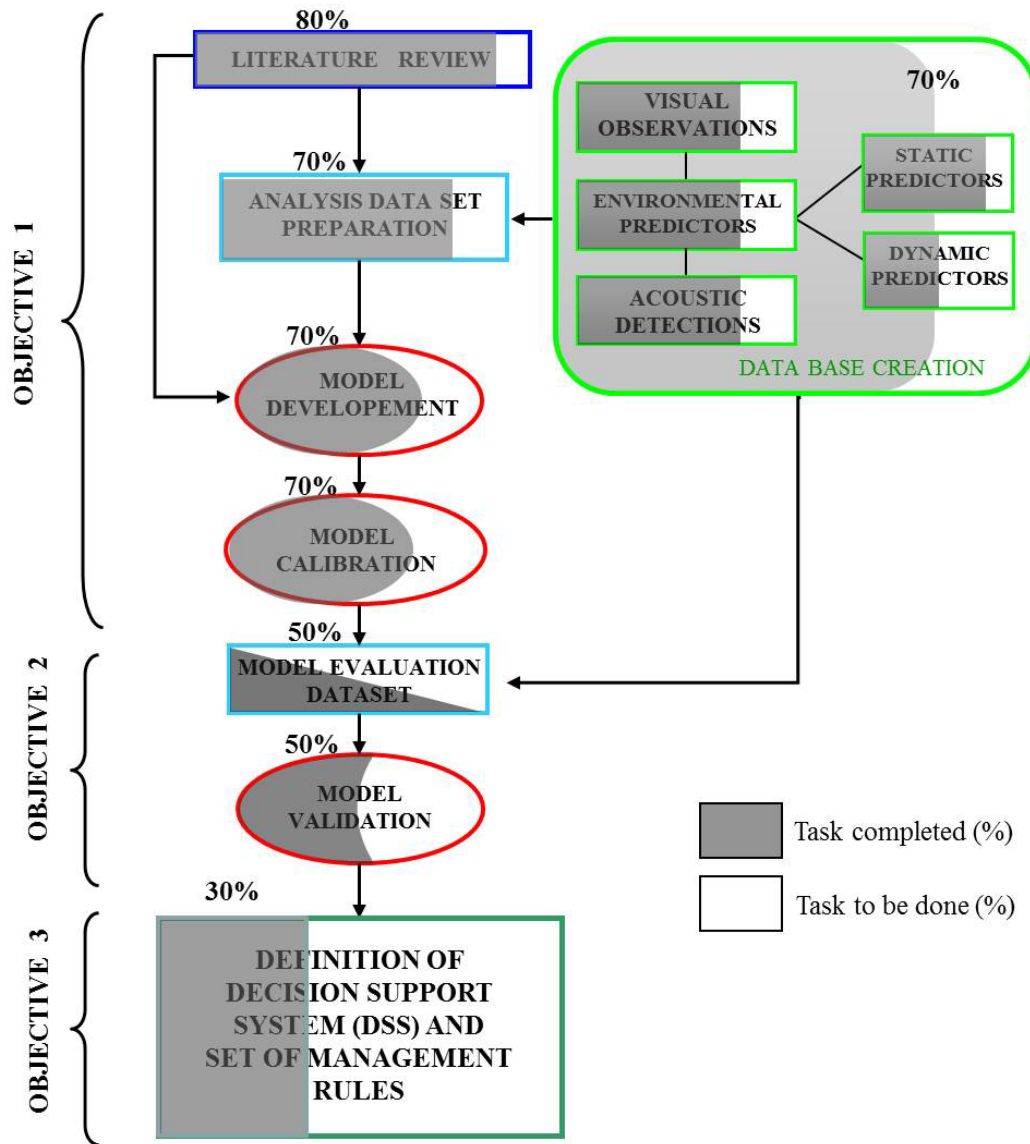 80%
LITERATURE REVIEW
70%
ANALYSIS DATA SET
PREPARATION
70%
MODEL
DEVELOPEMENT
70%
MODEL
CALIBRATION
OBJECTIVE 1
70%
VISUAL
OBSERVATIONS
ENVIRONMENTAL
PREDICTORS
ACOUSTIC
DETECTIONS
STATIC
PREDICTORS
DYNAMIC
PREDICTORS
DATA BASE CREATION
50%
MODEL EVALUATION
DATASET
50%
MODEL
VALIDATION
OBJECTIVE 2
Task completed (%)
Task to be done (%)
30%
DEFINITION OF
DECISION SUPPORT
SYSTEM (DSS) AND
SET OF MANAGEMENT
RULES
OBJECTIVE 3